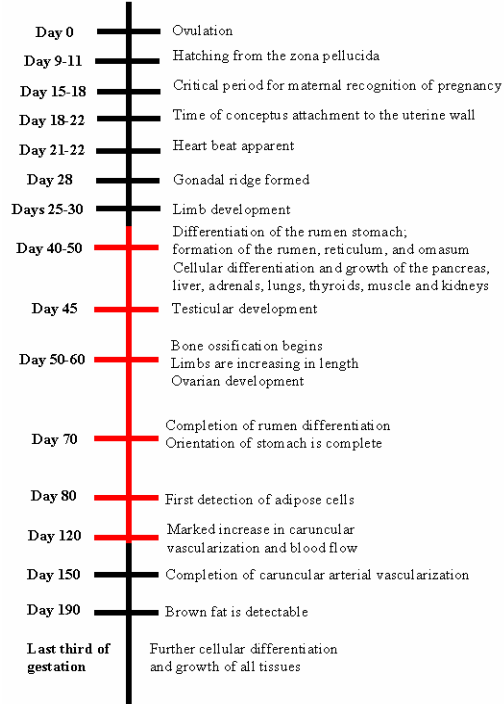 Day 0 Ovulation
Day 9-11 Hatching from the zona pellucida
Day 15-18 Critical period for maternal recognition of pregnancy
Day 18-22 Time of conceptus attachment to the uterine wall
Day 21-22 Heart beat apparent
Day 28 Gonadal ridge formed
Days 25-30 Limb development
Day 40-50 Differentiation of the rumen stomach;
formation of the rumen, reticulum, and omasum
Cellular differentiation and growth of the pancreas,
liver, adrenals, lungs, thyroids, muscle and kidneys
Day 45 Testicular development
Day 50-60 Bone ossification begins
Limbs are increasing in length
Ovarian development
Day 70 Completion of rumen differentiation
Orientation of stomach is complete
Day 80 First detection of adipose cells
Day 120 Marked increase in caruncular
vascularization and blood flow
Day 150 Completion of caruncular arterial vascularization
Day 190 Brown fat is detectable
Last third of Further cellular differentiation
gestation and growth of all tissues